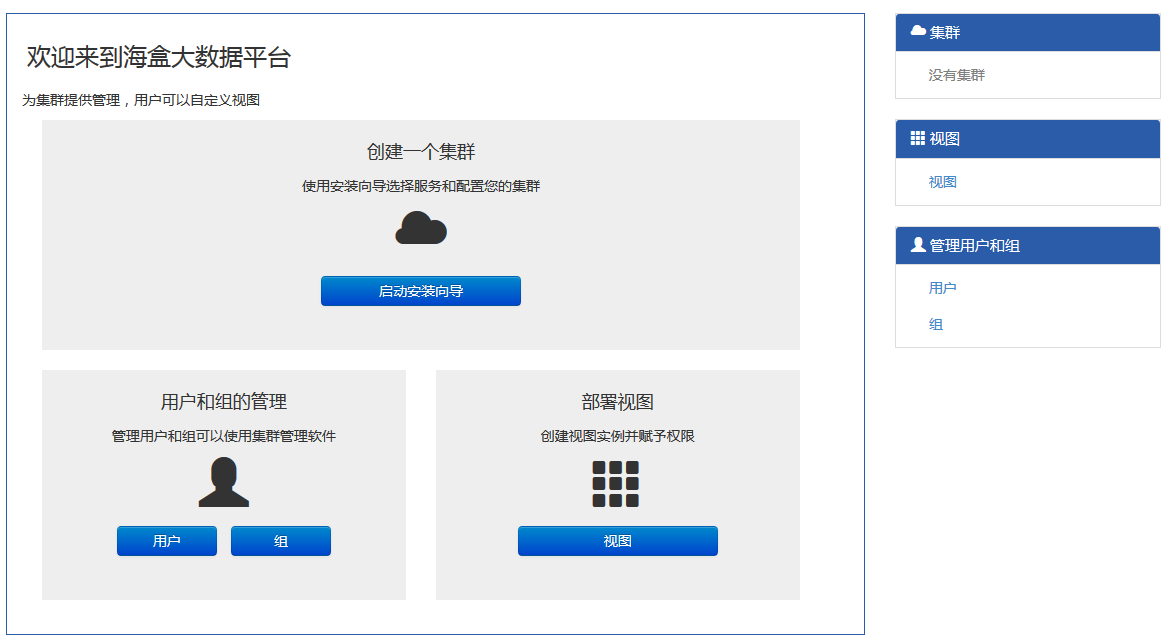 欢迎来到海盒大数据平台
为集群提供管理，用户可以自定义视图
创建一个集群
使用安装向导选择服务和配置您的集群
启动安装向导
用户和组的管理
管理用户和组可以使用集群管理软件
用户
组
部署视图
创建视图实例并赋予权限
视图
集群
没有集群
视图
视图
管理用户和组
用户
组